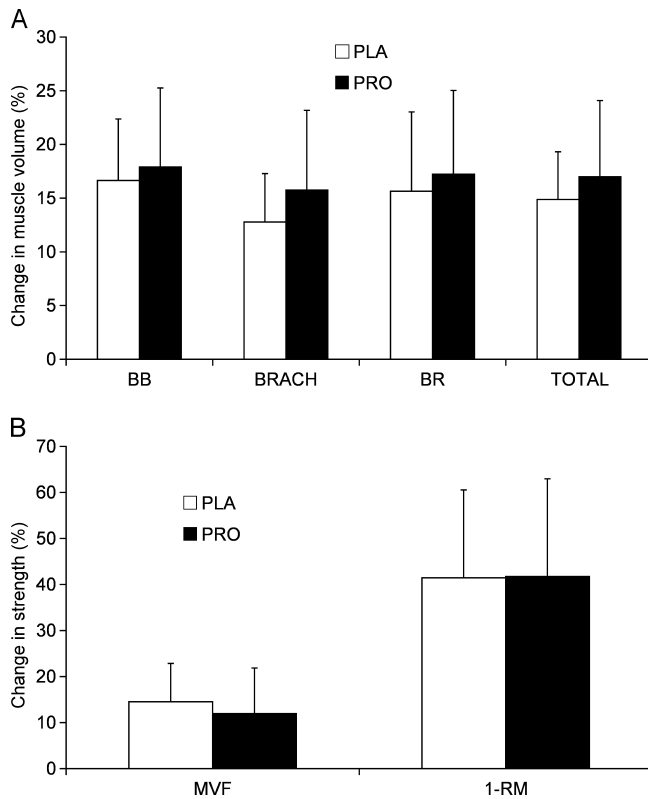 A
30
25
20
15
10
5
0
Change in muscle volume (%)
PLA
PRO
BB BRACH BR TOTAL
B
70
60
50
40
30
20
10
0
Change in strength (%)
PLA
PRO
MVF 1-RM